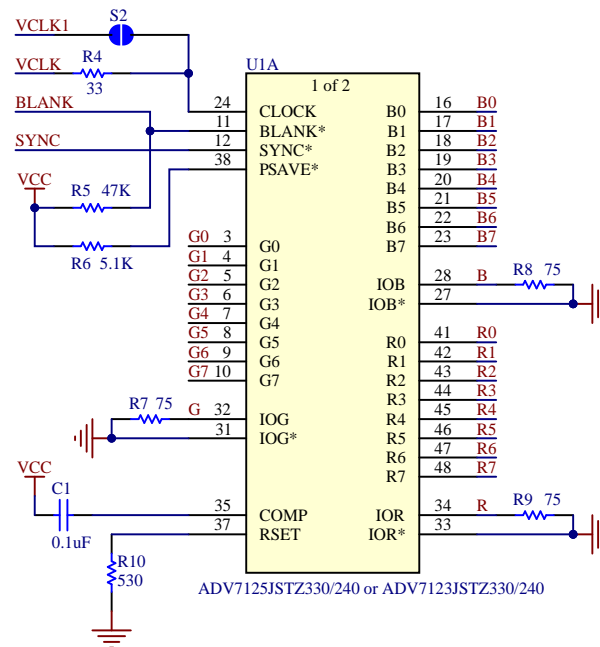 S2
VCLK1
R4
VCLK
33
U1A
1 of 2
BLANK
24 CLOCK
11 BLANK*
SYNC 12 SYNC*
38 PSAVE*
VCC
R5 47K
R6 5.1K
G0 3 G0
G1 4 G1
G2 5 G2
G3 6 G3
G4 7 G4
G5 8 G5
G6 9 G6
G7 10 G7
R7 75 G 32 IOG
31 IOG*
VCC
C1
0.1uF
35 COMP
37 RSET
R10
530
B0 16 B0
B1 17 B1
B2 18 B2
B3 19 B3
B4 20 B4
B5 21 B5
B6 22 B6
B7 23 B7
IOB 28 B R8 75
IOB* 27
R0 41 R0
R1 42 R1
R2 43 R2
R3 44 R3
R4 45 R4
R5 46 R5
R6 47 R6
R7 48 R7
IOR 34 R R9 75
IOR* 33
ADV7125JSTZ330/240 or ADV7123JSTZ330/240